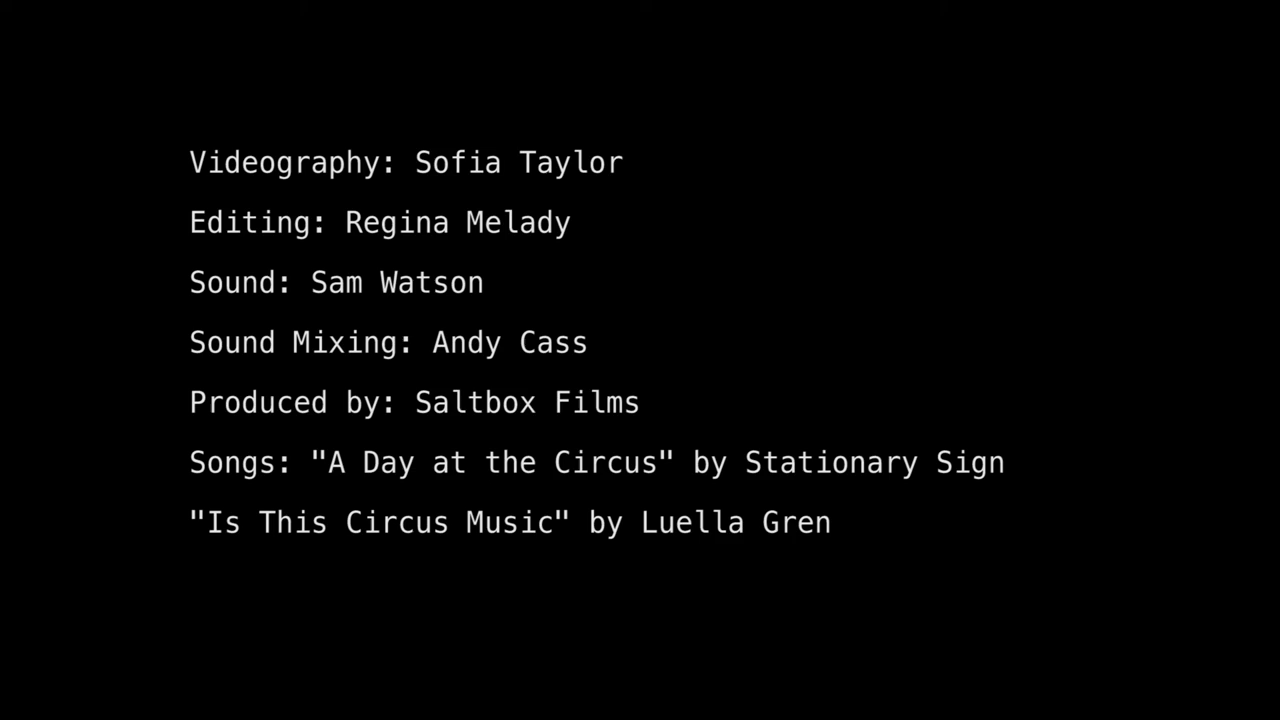 Videography: Sofia Taylor
Editing: Regina Melady
Sound: Sam Watson
Sound Mixing: Andy Cass
Produced by: Saltbox Films
Songs: "A Day at the Circus" by Stationary Sign
"Is This Circus Music" by Luella Gren